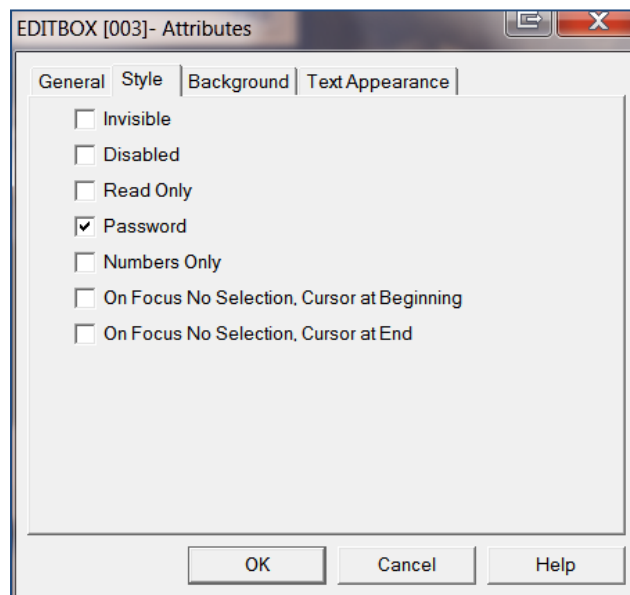 EDITBOX [003]- Attributes
General Style Background Text Appearance
Invisible
Disabled
Read Only
Password
Numbers Only
On Focus No Selection, Cursor at Beginning
On Focus No Selection, Cursor at End
OK Cancel Help